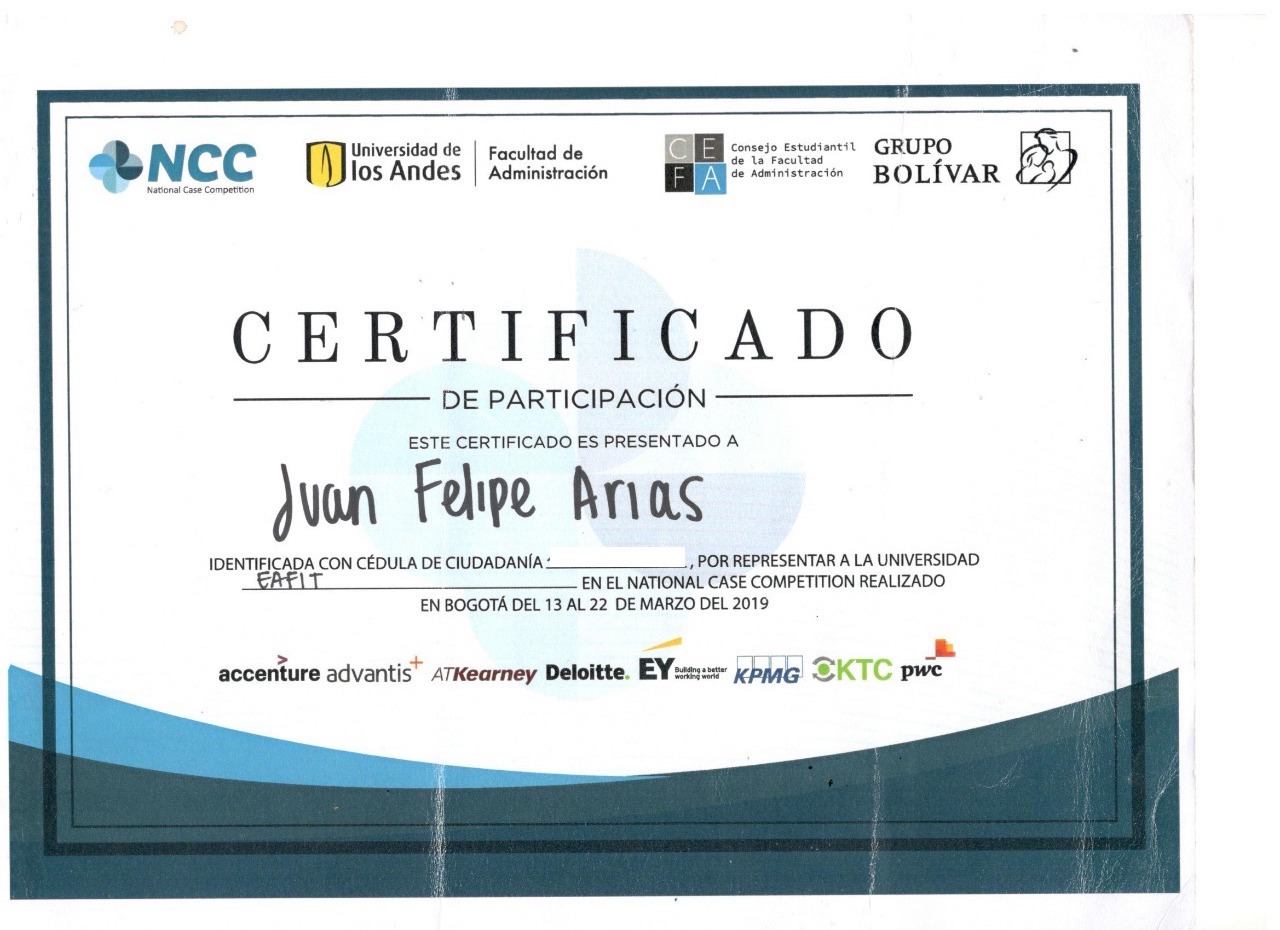 NCC
National Case Competition
Universidad de los Andes
Facultad de Administración
C E F A
Consejo Estudiantil de la Facultad de Administración
GRUPO BOLÍVAR
CERTIFICADO
DE PARTICIPACIÓN
ESTE CERTIFICADO ES PRESENTADO A
Juan Felipe Arias
IDENTIFICADA CON CÉDULA DE CIUDADANÍA , POR REPRESENTAR A LA UNIVERSIDAD
EAFIT EN EL NATIONAL CASE COMPETITION REALIZADO
EN BOGOTÁ DEL 13 AL 22 DE MARZO DEL 2019
accenture advantis ATKearney Deloitte. EY Building a better working world KPMG KTC pwc